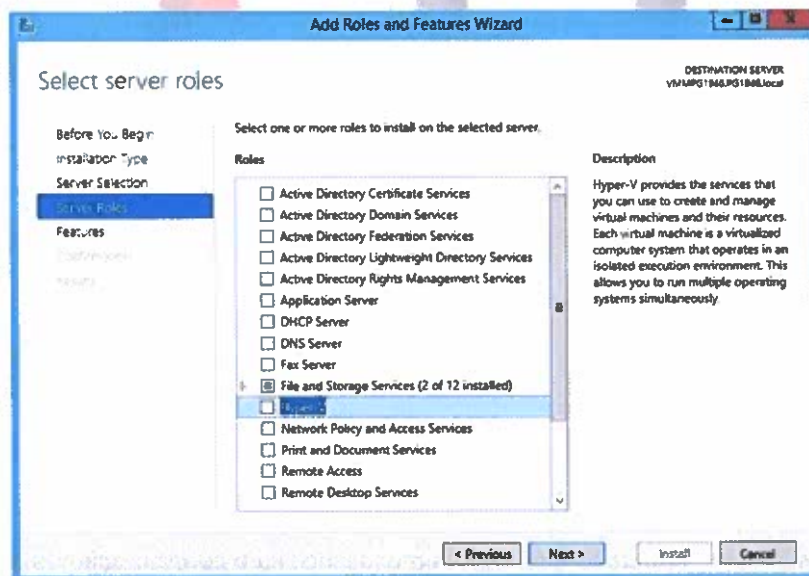 Add Roles and Features Wizard
Select server roles
DESTINATION SERVER
Before You Begin
Installation Type
Server Selection
Server Roles
Features
Confirmation
Results
Select one or more roles to install on the selected server.
Roles
Active Directory Certificate Services
Active Directory Domain Services
Active Directory Federation Services
Active Directory Lightweight Directory Services
Active Directory Rights Management Services
Application Server
DHCP Server
DNS Server
Fax Server
File and Storage Services (2 of 12 installed)
Hyper-V
Network Policy and Access Services
Print and Document Services
Remote Access
Remote Desktop Services
Description
Hyper-V provides the services that
you can use to create and manage
virtual machines and their resources.
Each virtual machine is a virtualized
computer system that operates in an
isolated execution environment. This
allows you to run multiple operating
systems simultaneously.
< Previous
Next >
Install
Cancel